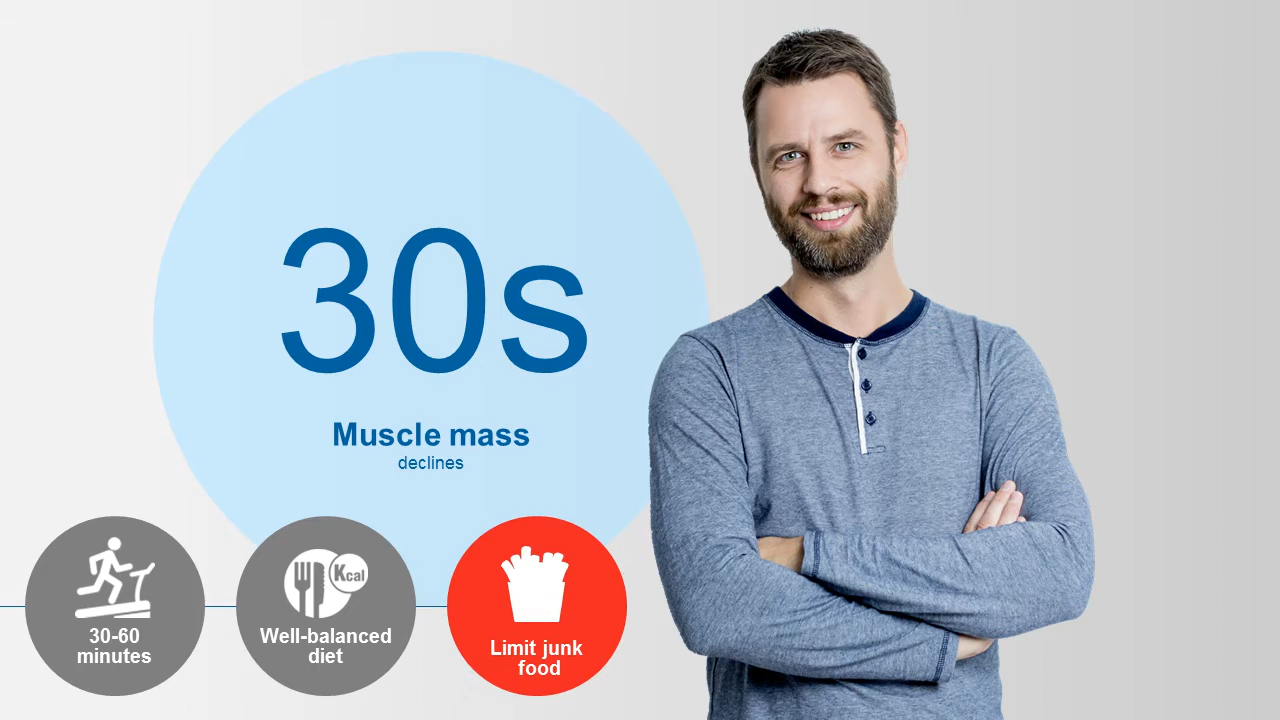 30s
Muscle mass
declines
30-60
minutes
Kcal
Well-balanced
diet
Limit junk
food